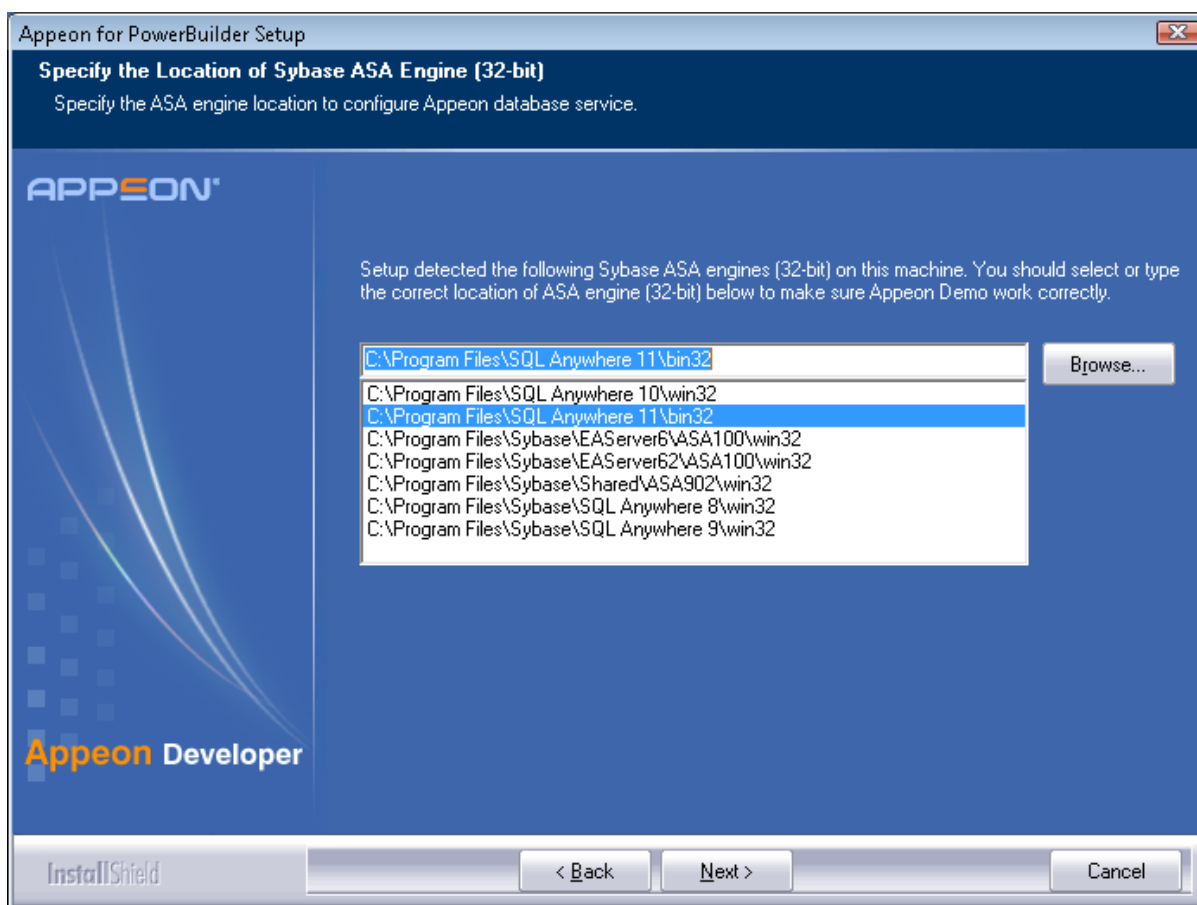 Appeon for PowerBuilder Setup
Specify the Location of Sybase ASA Engine (32-bit)
Specify the ASA engine location to configure Appeon database service.
APPEON
Setup detected the following Sybase ASA engines (32-bit) on this machine. You should select or type
the correct location of ASA engine (32-bit) below to make sure Appeon Demo work correctly.
C:\Program Files\SQL Anywhere 11\bin32
Browse...
C:\Program Files\SQL Anywhere 10\win32
C:\Program Files\SQL Anywhere 11\bin32
C:\Program Files\Sybase\EAServer6\ASA100\win32
C:\Program Files\Sybase\EAServer62\ASA100\win32
C:\Program Files\Sybase\Shared\ASA902\win32
C:\Program Files\Sybase\SQL Anywhere 8\win32
C:\Program Files\Sybase\SQL Anywhere 9\win32
Appeon Developer
InstallShield
< Back
Next >
Cancel